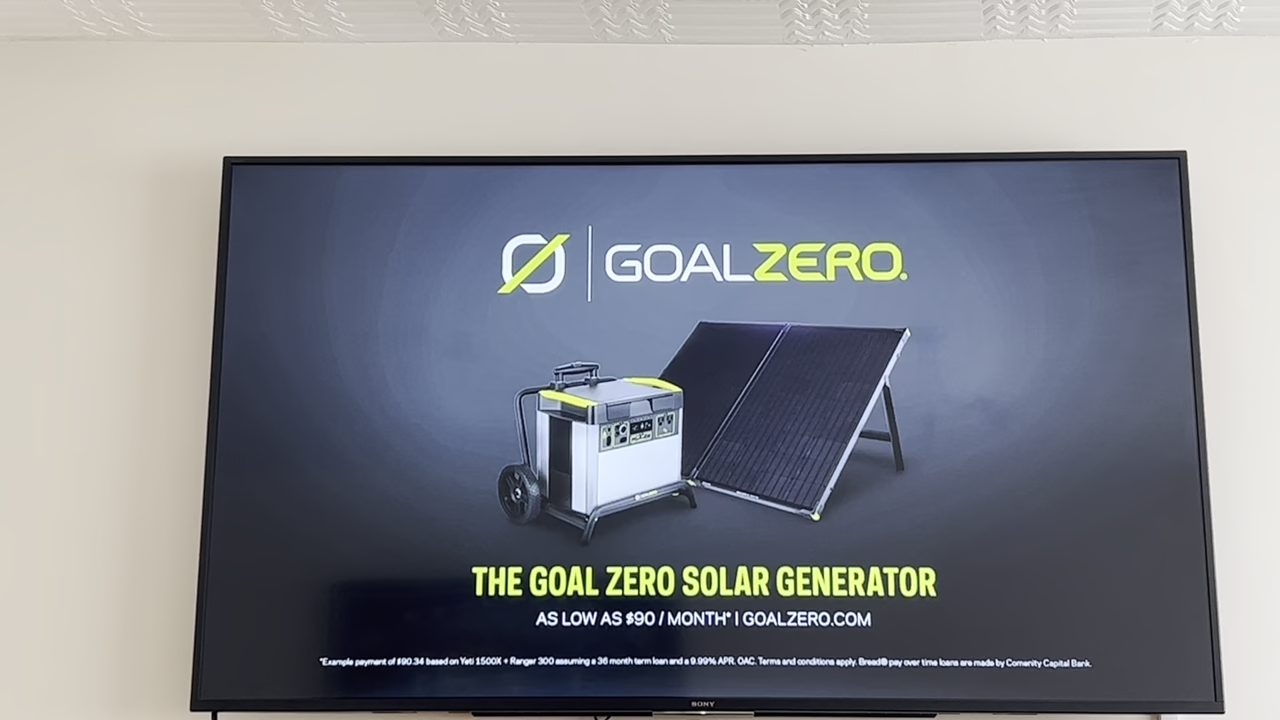 GOALZERO.
THE GOAL ZERO SOLAR GENERATOR
AS LOW AS $90 / MONTH* | GOALZERO.COM
*Example payment of $90.34 based on Yeti 1500X + Ranger 300 assuming a 36 month term loan and a 9.99% APR. OAC. Terms and conditions apply. Bread® pay over time loans are made by Comenity Capital Bank.
SONY